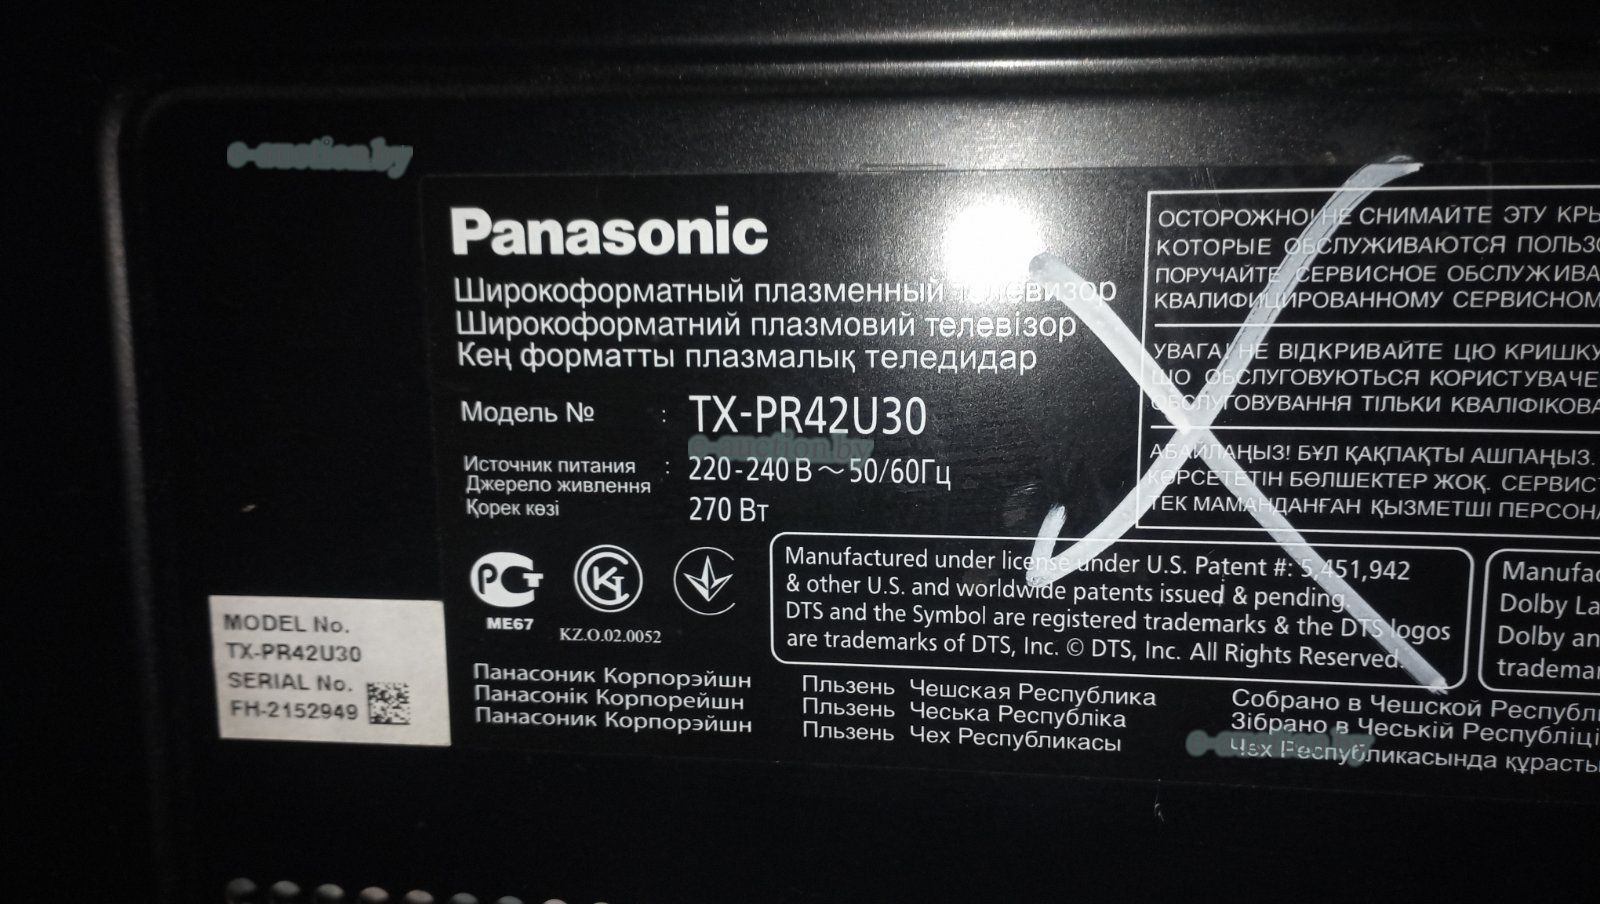 e-auction.by
Panasonic
Широкоформатный плазменный телевизор
Широкоформатний плазмовий телевізор
Кең форматты плазмалық теледидар
Модель № : TX-PR42U30
e-auction.by
Источник питания : 220-240 В ~ 50/60Гц
Джерело живлення
Қорек көзі 270 Вт
ОСТОРОЖНО! НЕ СНИМАЙТЕ ЭТУ КРЫ
КОТОРЫЕ ОБСЛУЖИВАЮТСЯ ПОЛЬЗО
ПОРУЧАЙТЕ СЕРВИСНОЕ ОБСЛУЖИВА
КВАЛИФИЦИРОВАННОМУ СЕРВИСНОМ
УВАГА! НЕ ВІДКРИВАЙТЕ ЦЮ КРИШКУ
ЩО ОБСЛУГОВУЮТЬСЯ КОРИСТУВАЧЕ
ОБСЛУГОВУВАННЯ ТІЛЬКИ КВАЛІФІКОВА
АБАЙЛАҢЫЗ! БҰЛ ҚАҚПАҚТЫ АШПАҢЫЗ.
КӨРСЕТЕТІН БӨЛШЕКТЕР ЖОҚ. СЕРВИСТ
ТЕК МАМАНДАНҒАН ҚЫЗМЕТШІ ПЕРСОНА
РСТ
ME67
KZ.O.02.0052
Manufactured under license under U.S. Patent #: 5,451,942
& other U.S. and worldwide patents issued & pending.
DTS and the Symbol are registered trademarks & the DTS logos
are trademarks of DTS, Inc. © DTS, Inc. All Rights Reserved.
Manufac
Dolby La
Dolby an
tradema
MODEL No.
TX-PR42U30
SERIAL No.
FH-2152949
Панасоник Корпорэйшн
Панасонік Корпорейшн
Панасоник Корпорэйшн
Пльзень Чешская Республика
Пльзень Чеська Республіка
Пльзень Чех Республикасы
Собрано в Чешской Республ
Зібрано в Чеській Республіці
Чех Республикасында құрасты
e-auction.by